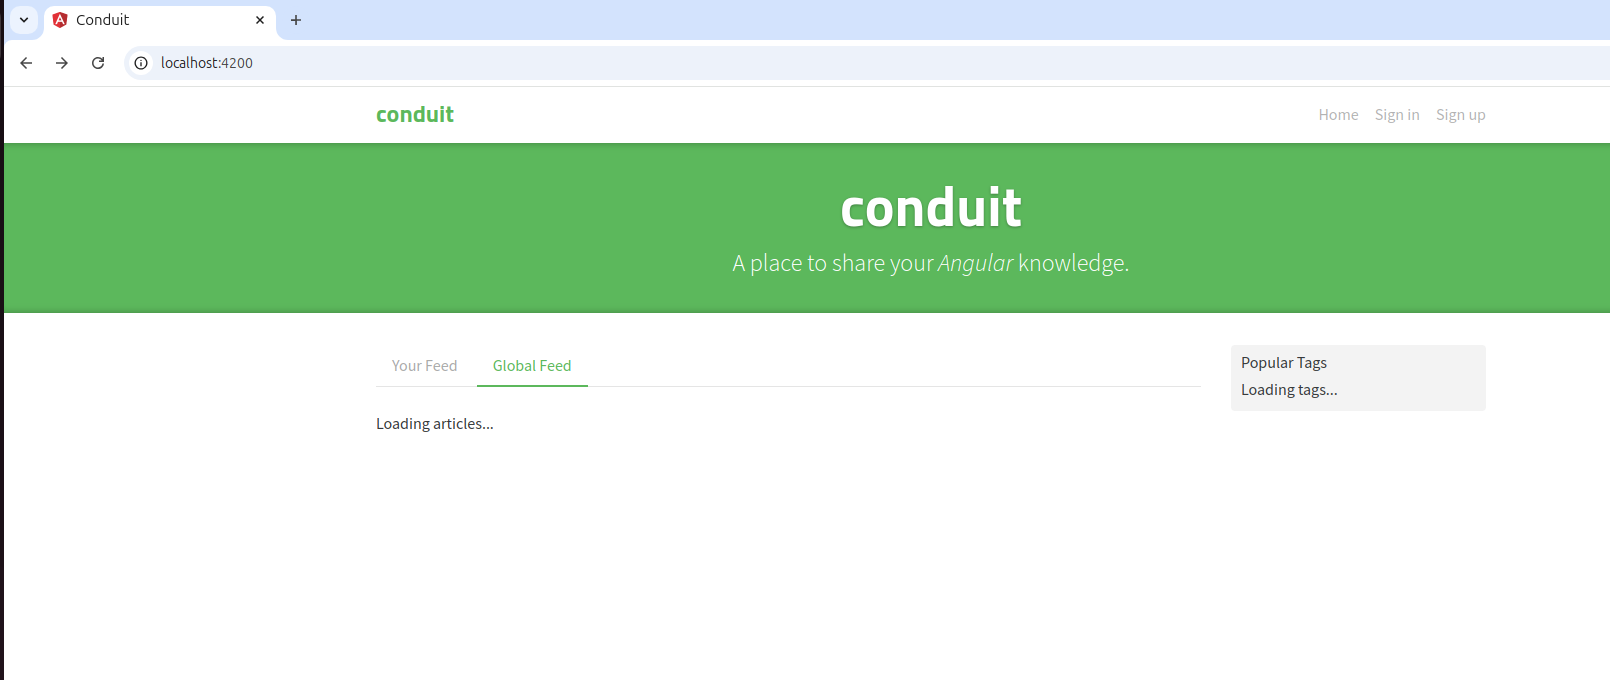 Conduit
localhost:4200
conduit
Home Sign in Sign up
conduit
A place to share your Angular knowledge.
Your Feed Global Feed
Loading articles...
Popular Tags
Loading tags...